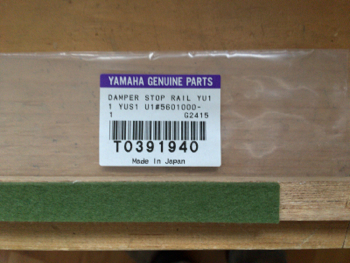 YAMAHA GENUINE PARTS
DAMPER STOP RAIL YU1
1 YUS1 U1#5601000-
1 G2415
T0391940
Made In Japan